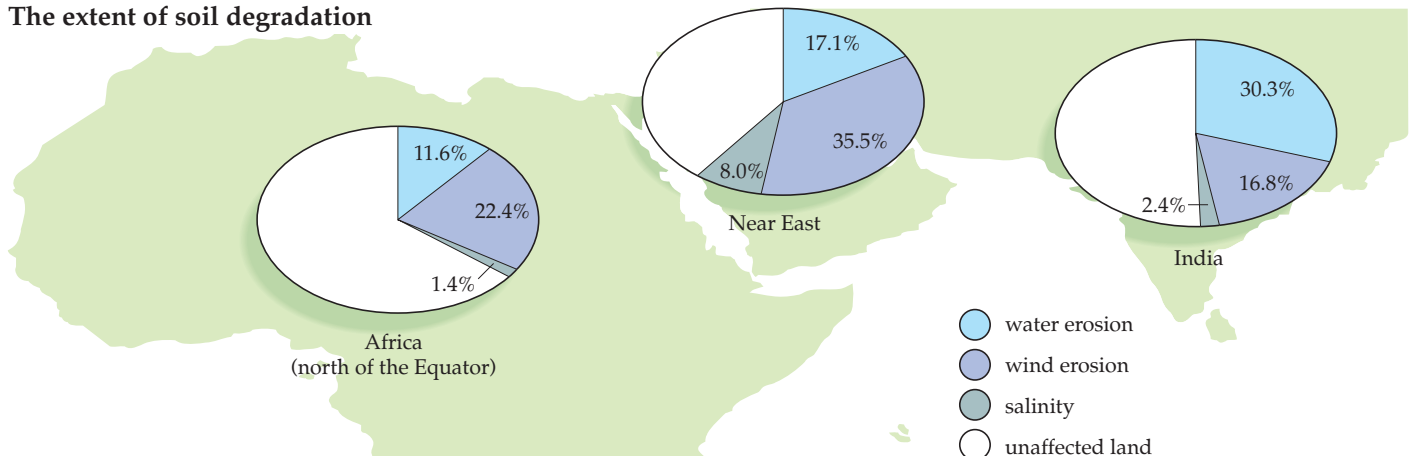 The extent of soil degradation
11.6%
22.4%
1.4%
Africa
(north of the Equator)
17.1%
35.5%
8.0%
Near East
30.3%
16.8%
2.4%
India
water erosion
wind erosion
salinity
unaffected land